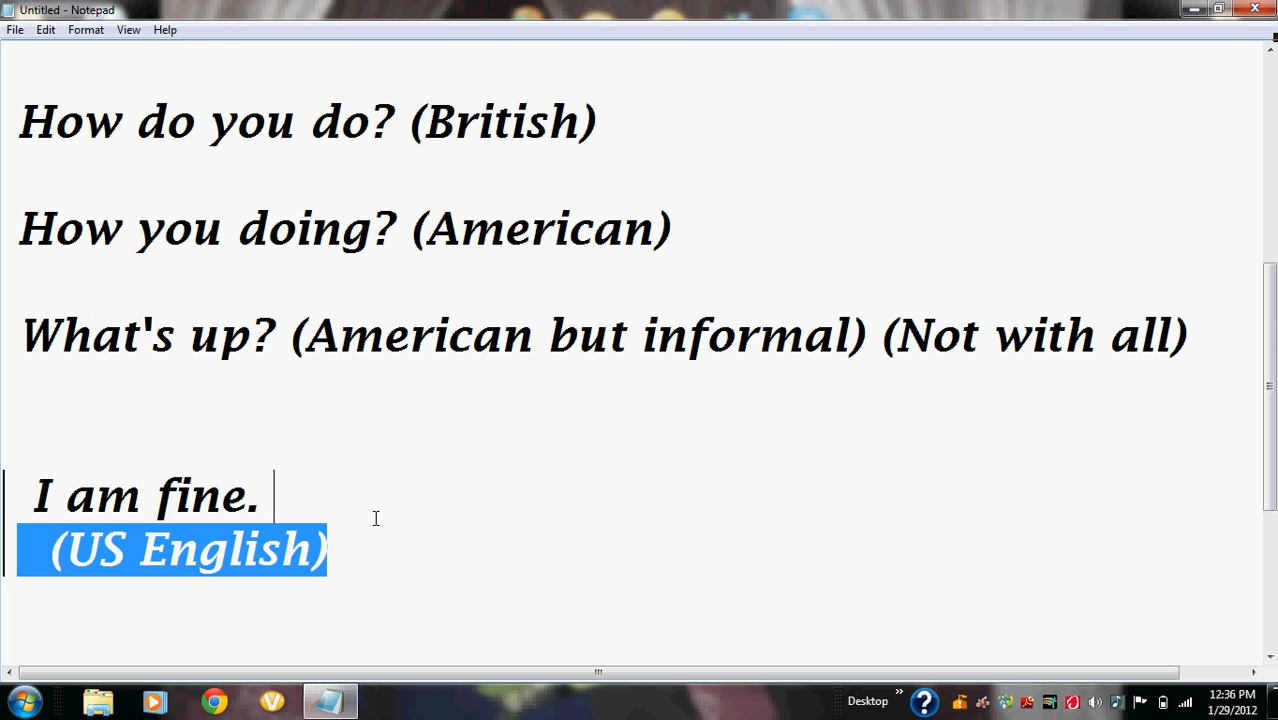 Untitled - Notepad
File Edit Format View Help
How do you do? (British)
How you doing? (American)
What's up? (American but informal) (Not with all)
I am fine.
(US English)
Desktop
12:36 PM
1/29/2012